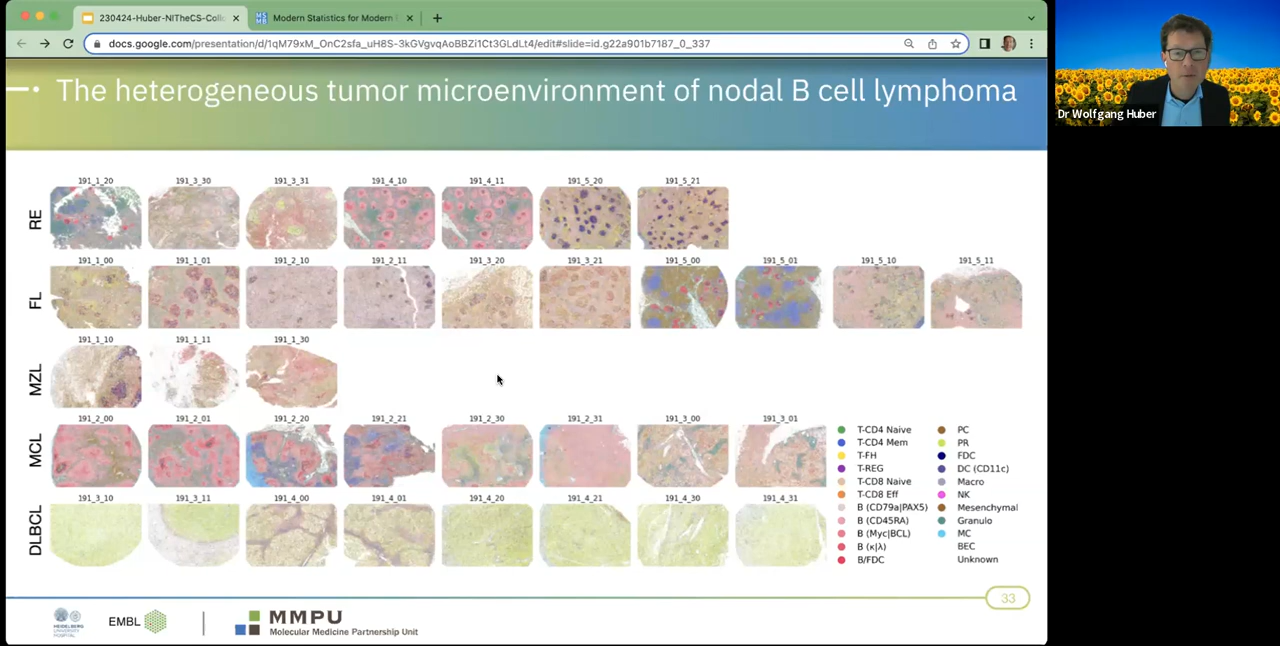 230424-Huber-NITheCS-Coll
Modern Statistics for Modern
docs.google.com/presentation/d/1qM79xM_OnC2sfa_uH8S-3kGVgvqAoBBZi1Ct3GLdLt4/edit#slide=id.g22a901b7187_0_337
The heterogeneous tumor microenvironment of nodal B cell lymphoma
Dr Wolfgang Huber
RE
191_1_20 191_3_30 191_3_31 191_4_10 191_4_11 191_5_20 191_5_21
FL
191_1_00 191_1_01 191_2_10 191_2_11 191_3_20 191_3_21 191_5_00 191_5_01 191_5_10 191_5_11
MZL
191_1_10 191_1_11 191_1_30
MCL
191_2_00 191_2_01 191_2_20 191_2_21 191_2_30 191_2_31 191_3_00 191_3_01
DLBCL
191_3_10 191_3_11 191_4_00 191_4_01 191_4_20 191_4_21 191_4_30 191_4_31
T-CD4 Naive
T-CD4 Mem
T-FH
T-REG
T-CD8 Naive
T-CD8 Eff
B (CD79a|PAX5)
B (CD45RA)
B (Myc|BCL)
B (κ|λ)
B/FDC
PC
PR
FDC
DC (CD11c)
Macro
NK
Mesenchymal
Granulo
MC
BEC
Unknown
33
HEIDELBERG
UNIVERSITY
HOSPITAL
EMBL
MMPU
Molecular Medicine Partnership Unit